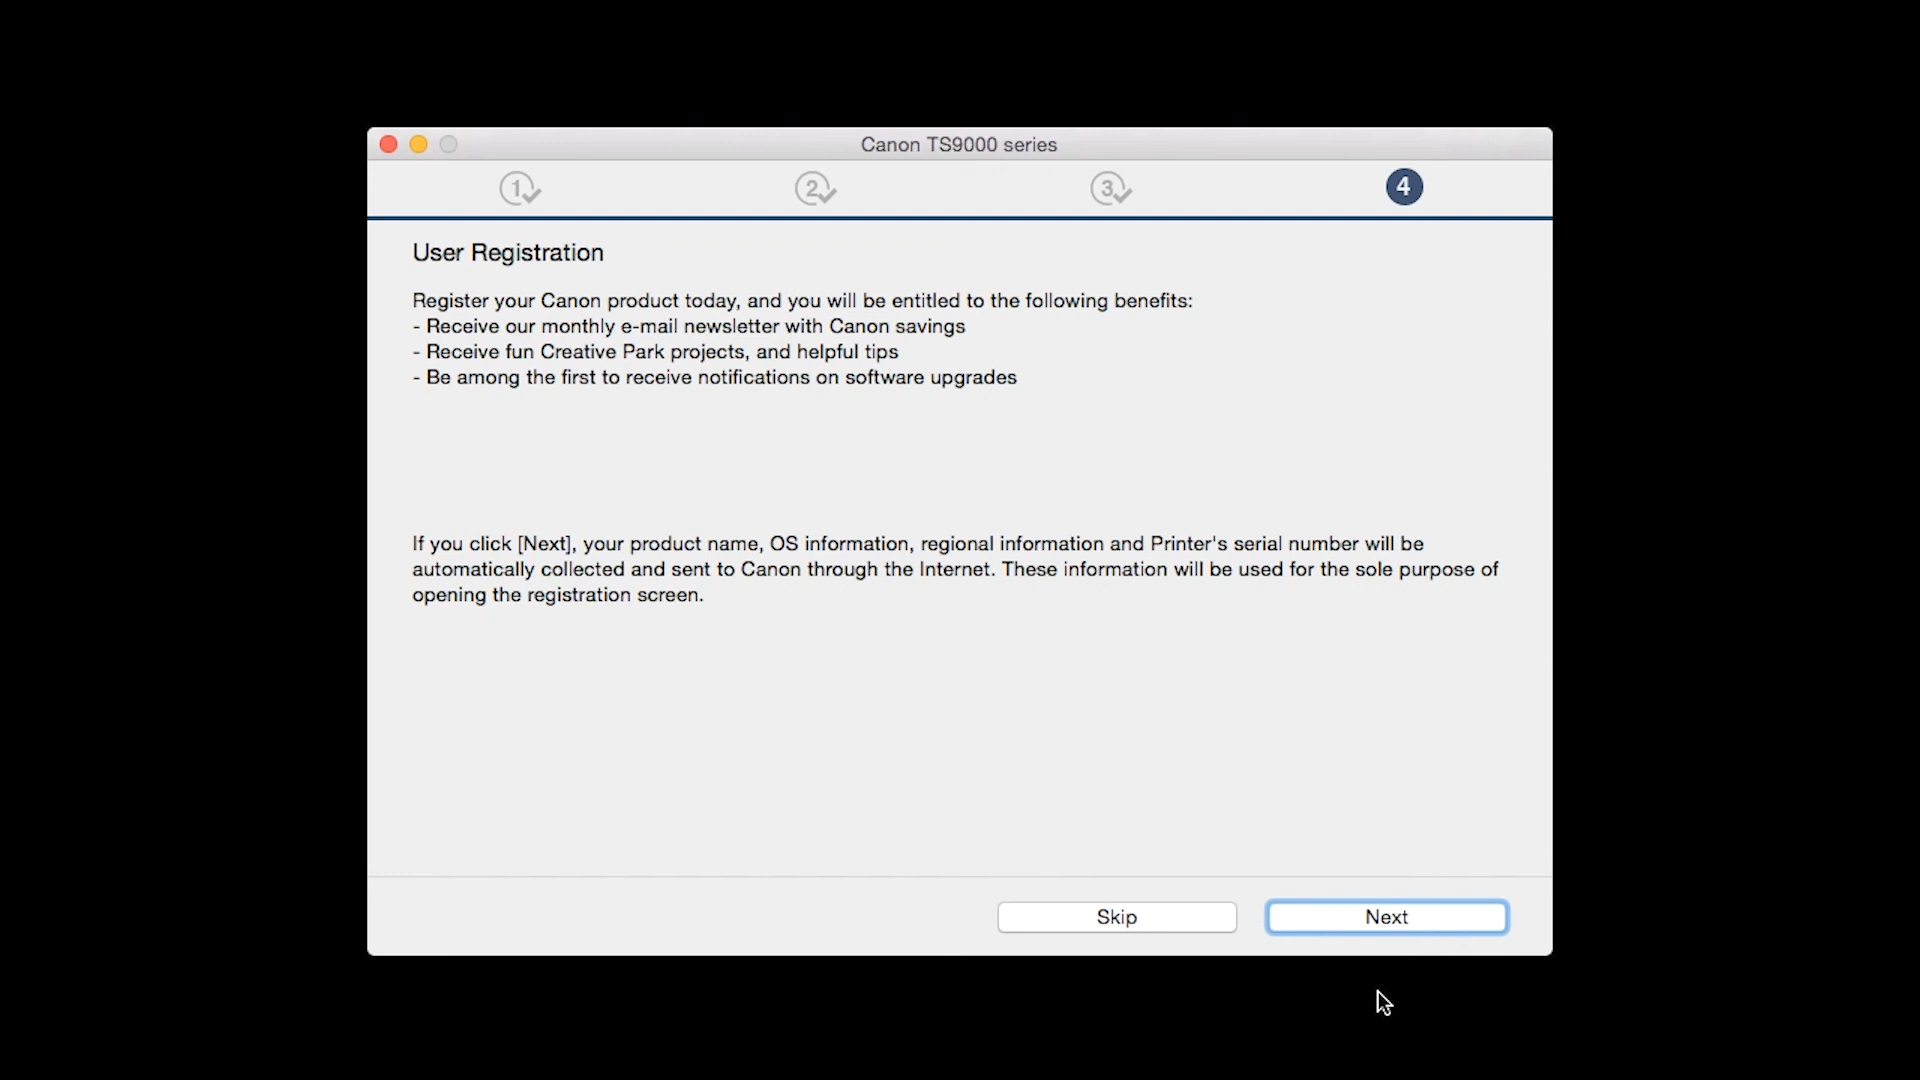 Canon TS9000 series
1 2 3 4
User Registration
Register your Canon product today, and you will be entitled to the following benefits:
- Receive our monthly e-mail newsletter with Canon savings
- Receive fun Creative Park projects, and helpful tips
- Be among the first to receive notifications on software upgrades
If you click [Next], your product name, OS information, regional information and Printer's serial number will be
automatically collected and sent to Canon through the Internet. These information will be used for the sole purpose of
opening the registration screen.
Skip Next